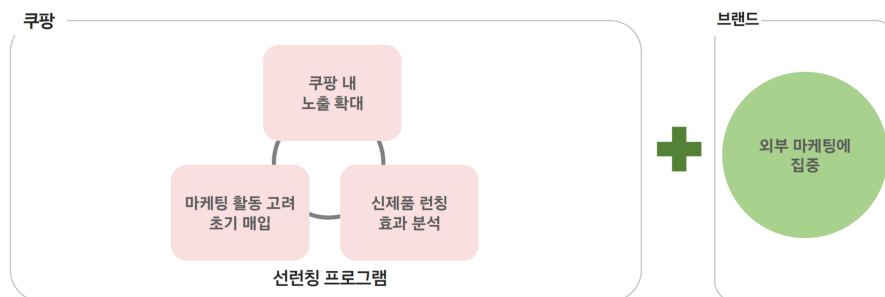 쿠팡
브랜드
쿠팡 내
노출 확대
마케팅 활동 고려
초기 매입
신제품 런칭
효과 분석
선런칭 프로그램
외부 마케팅에
집중